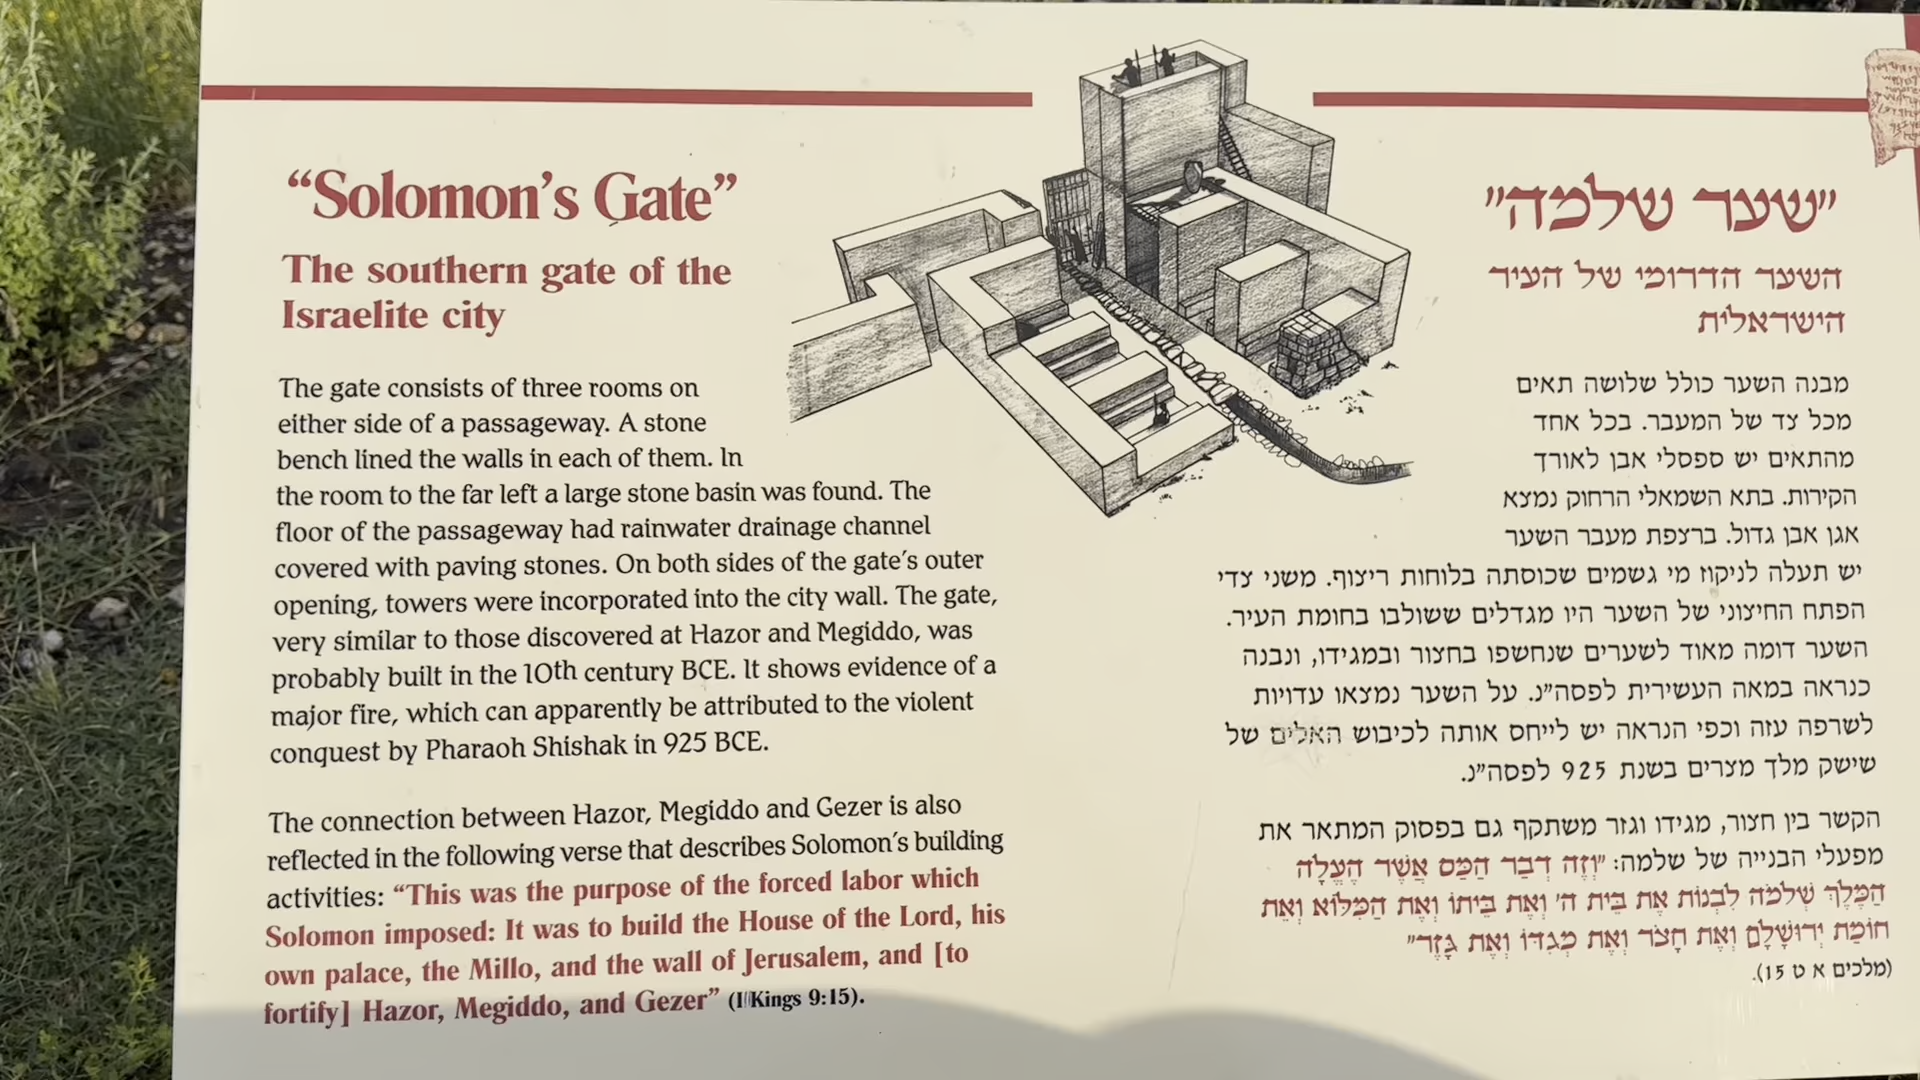 “Solomon’s Gate”
The southern gate of the
Israelite city
The gate consists of three rooms on
either side of a passageway. A stone
bench lined the walls in each of them. In
the room to the far left a large stone basin was found. The
floor of the passageway had rainwater drainage channel
covered with paving stones. On both sides of the gate’s outer
opening, towers were incorporated into the city wall. The gate,
very similar to those discovered at Hazor and Megiddo, was
probably built in the 10th century BCE. It shows evidence of a
major fire, which can apparently be attributed to the violent
conquest by Pharaoh Shishak in 925 BCE.
The connection between Hazor, Megiddo and Gezer is also
reflected in the following verse that describes Solomon’s building
activities: “This was the purpose of the forced labor which
Solomon imposed: It was to build the House of the Lord, his
own palace, the Millo, and the wall of Jerusalem, and [to
fortify] Hazor, Megiddo, and Gezer” (I Kings 9:15).
״שער שלמה״
השער הדרומי של העיר
הישראלית
מבנה השער כולל שלושה תאים
מכל צד של המעבר. בכל אחד
מהתאים יש ספסלי אבן לאורך
הקירות. בתא השמאלי הרחוק נמצא
אגן אבן גדול. ברצפת מעבר השער
יש תעלה לניקוז מי גשמים שכוסתה בלוחות ריצוף. משני צדי
הפתח החיצוני של השער היו מגדלים ששולבו בחומת העיר.
השער דומה מאוד לשערים שנחשפו בחצור ובמגידו, ונבנה
כנראה במאה העשירית לפסה״נ. על השער נמצאו עדויות
לשרפה עזה וכפי הנראה יש לייחס אותה לכיבוש האלים של
שישק מלך מצרים בשנת 925 לפסה״נ.
הקשר בין חצור, מגידו וגזר משתקף גם בפסוק המתאר את
מפעלי הבנייה של שלמה: ״וְזֶה דְבַר הַמַּס אֲשֶׁר הֶעֱלָה
הַמֶּלֶךְ שְׁלֹמֹה לִבְנוֹת אֶת בֵּית ה׳ וְאֶת בֵּיתוֹ וְאֶת הַמִּלּוֹא וְאֵת
חוֹמַת יְרוּשָׁלִָם וְאֶת חָצֹר וְאֶת מְגִדּוֹ וְאֶת גָּזֶר״
(מלכים א ט 15).